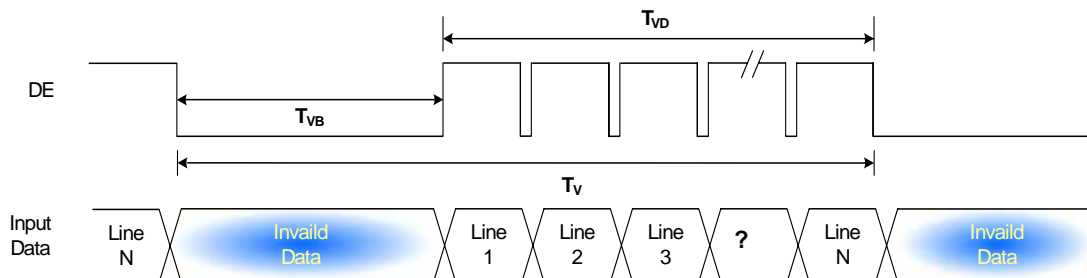 TVD
DE
TVB
TV
Input
Data
Line
N
Invaild
Data
Line
1
Line
2
Line
3
?
Line
N
Invaild
Data